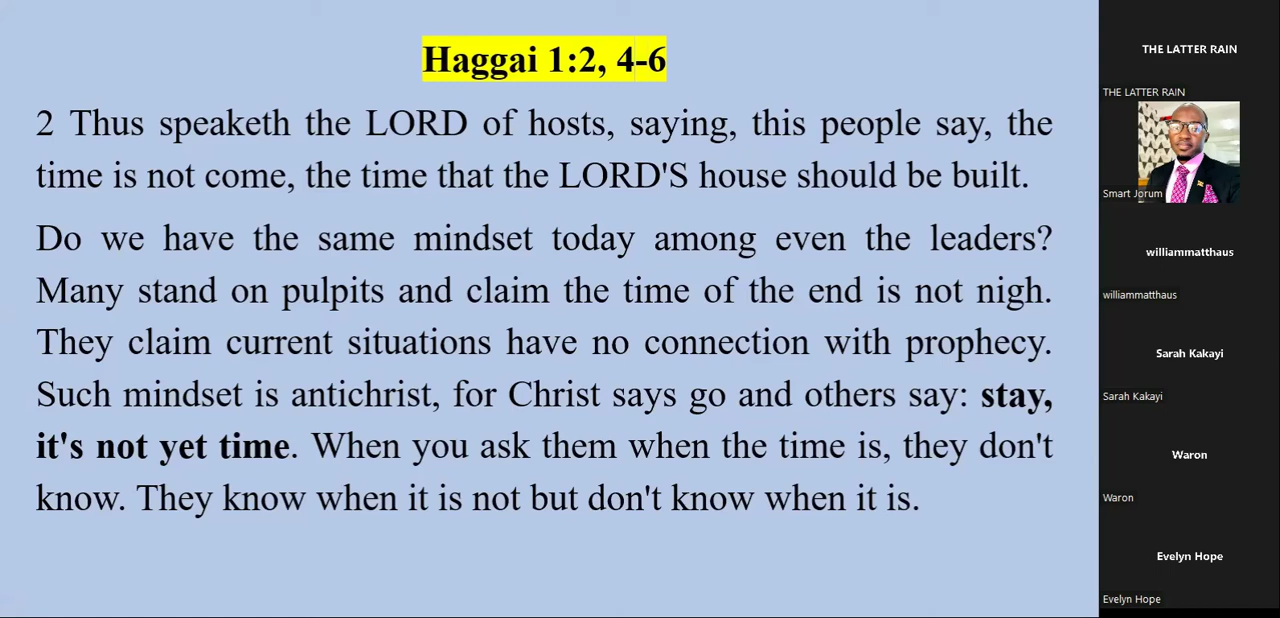 Haggai 1:2, 4-6
2 Thus speaketh the LORD of hosts, saying, this people say, the
time is not come, the time that the LORD'S house should be built.
Do we have the same mindset today among even the leaders?
Many stand on pulpits and claim the time of the end is not nigh.
They claim current situations have no connection with prophecy.
Such mindset is antichrist, for Christ says go and others say: stay,
it's not yet time. When you ask them when the time is, they don't
know. They know when it is not but don't know when it is.
THE LATTER RAIN
THE LATTER RAIN
Smart Jorum
williammatthaus
williammatthaus
Sarah Kakayi
Sarah Kakayi
Waron
Waron
Evelyn Hope
Evelyn Hope